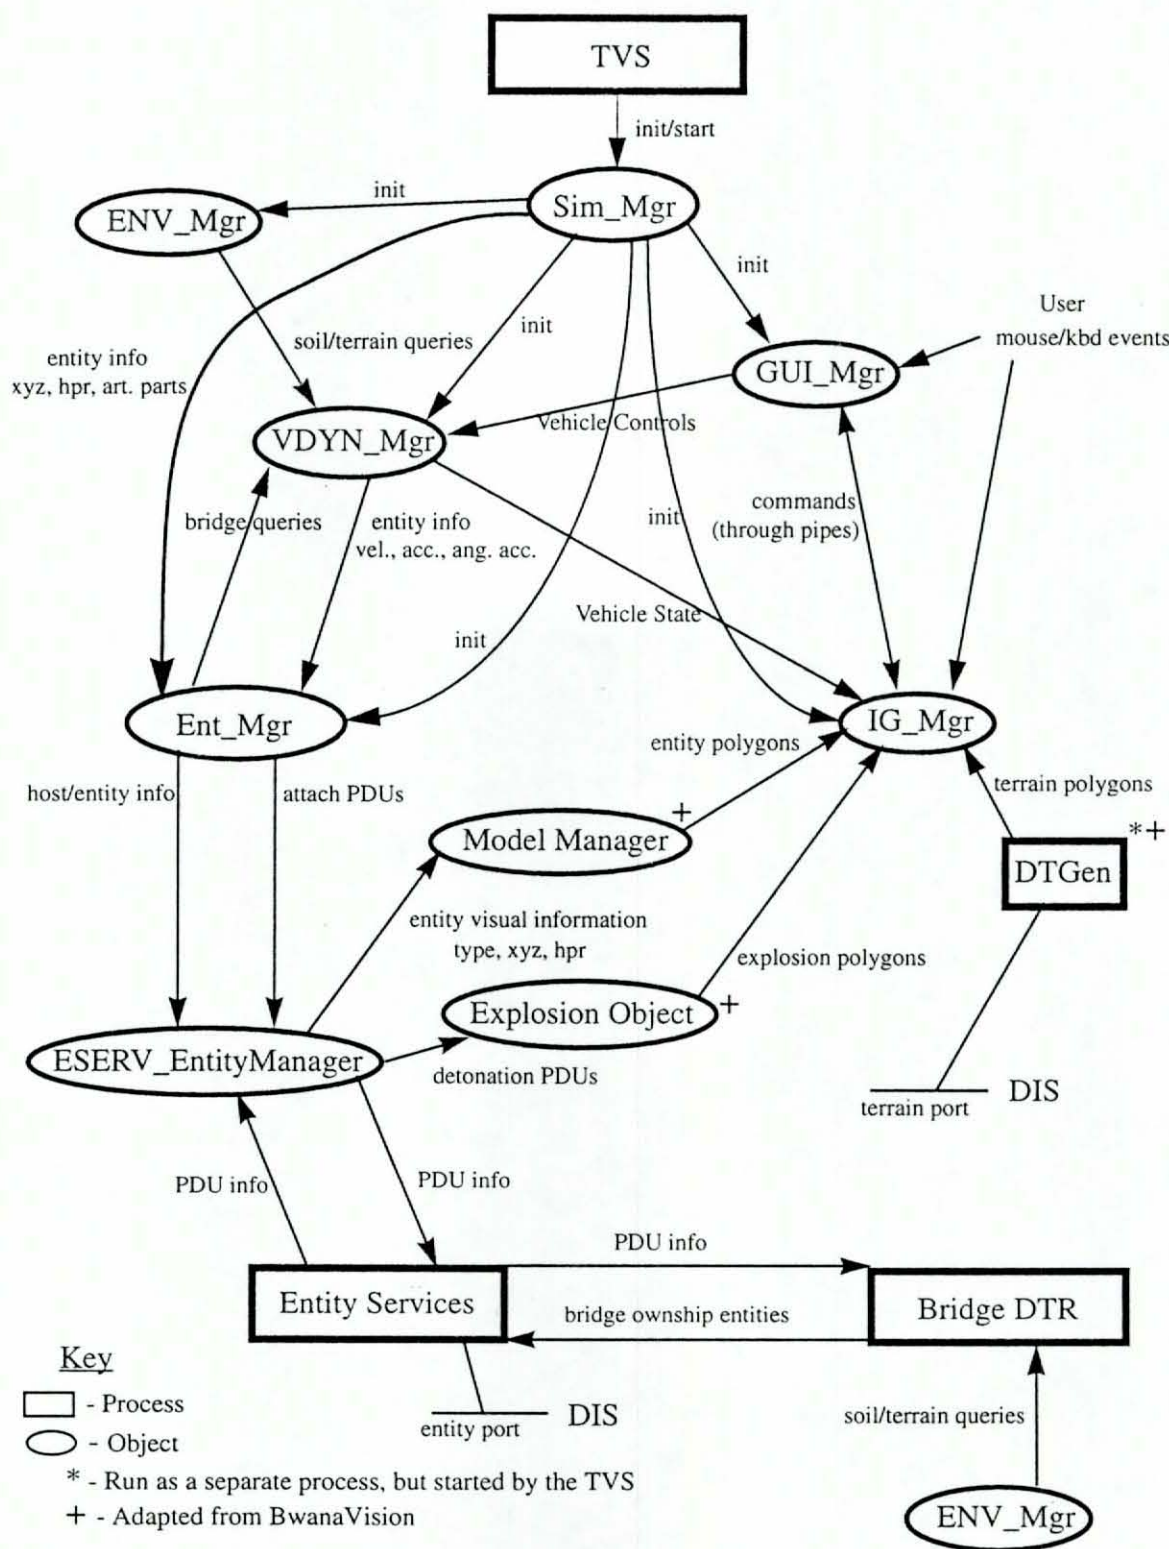 TVS
init/start
init
Sim_Mgr
ENV_Mgr
init
User
mouse/kbd events
init
soil/terrain queries
entity info
xyz, hpr, art. parts
GUI_Mgr
Vehicle Controls
VDYN_Mgr
commands
(through pipes)
init
bridge queries
entity info
vel., acc., ang. acc.
Vehicle State
init
Ent_Mgr
IG_Mgr
entity polygons
terrain polygons
host/entity info
attach PDUs
+
*+
Model Manager
DTGen
entity visual information
type, xyz, hpr
explosion polygons
Explosion Object
+
ESERV_EntityManager
detonation PDUs
DIS
terrain port
PDU info
PDU info
PDU info
Entity Services
bridge ownship entities
Bridge DTR
Key
- Process
DIS
entity port
soil/terrain queries
- Object
* - Run as a separate process, but started by the TVS
+ - Adapted from BwanaVision
ENV_Mgr